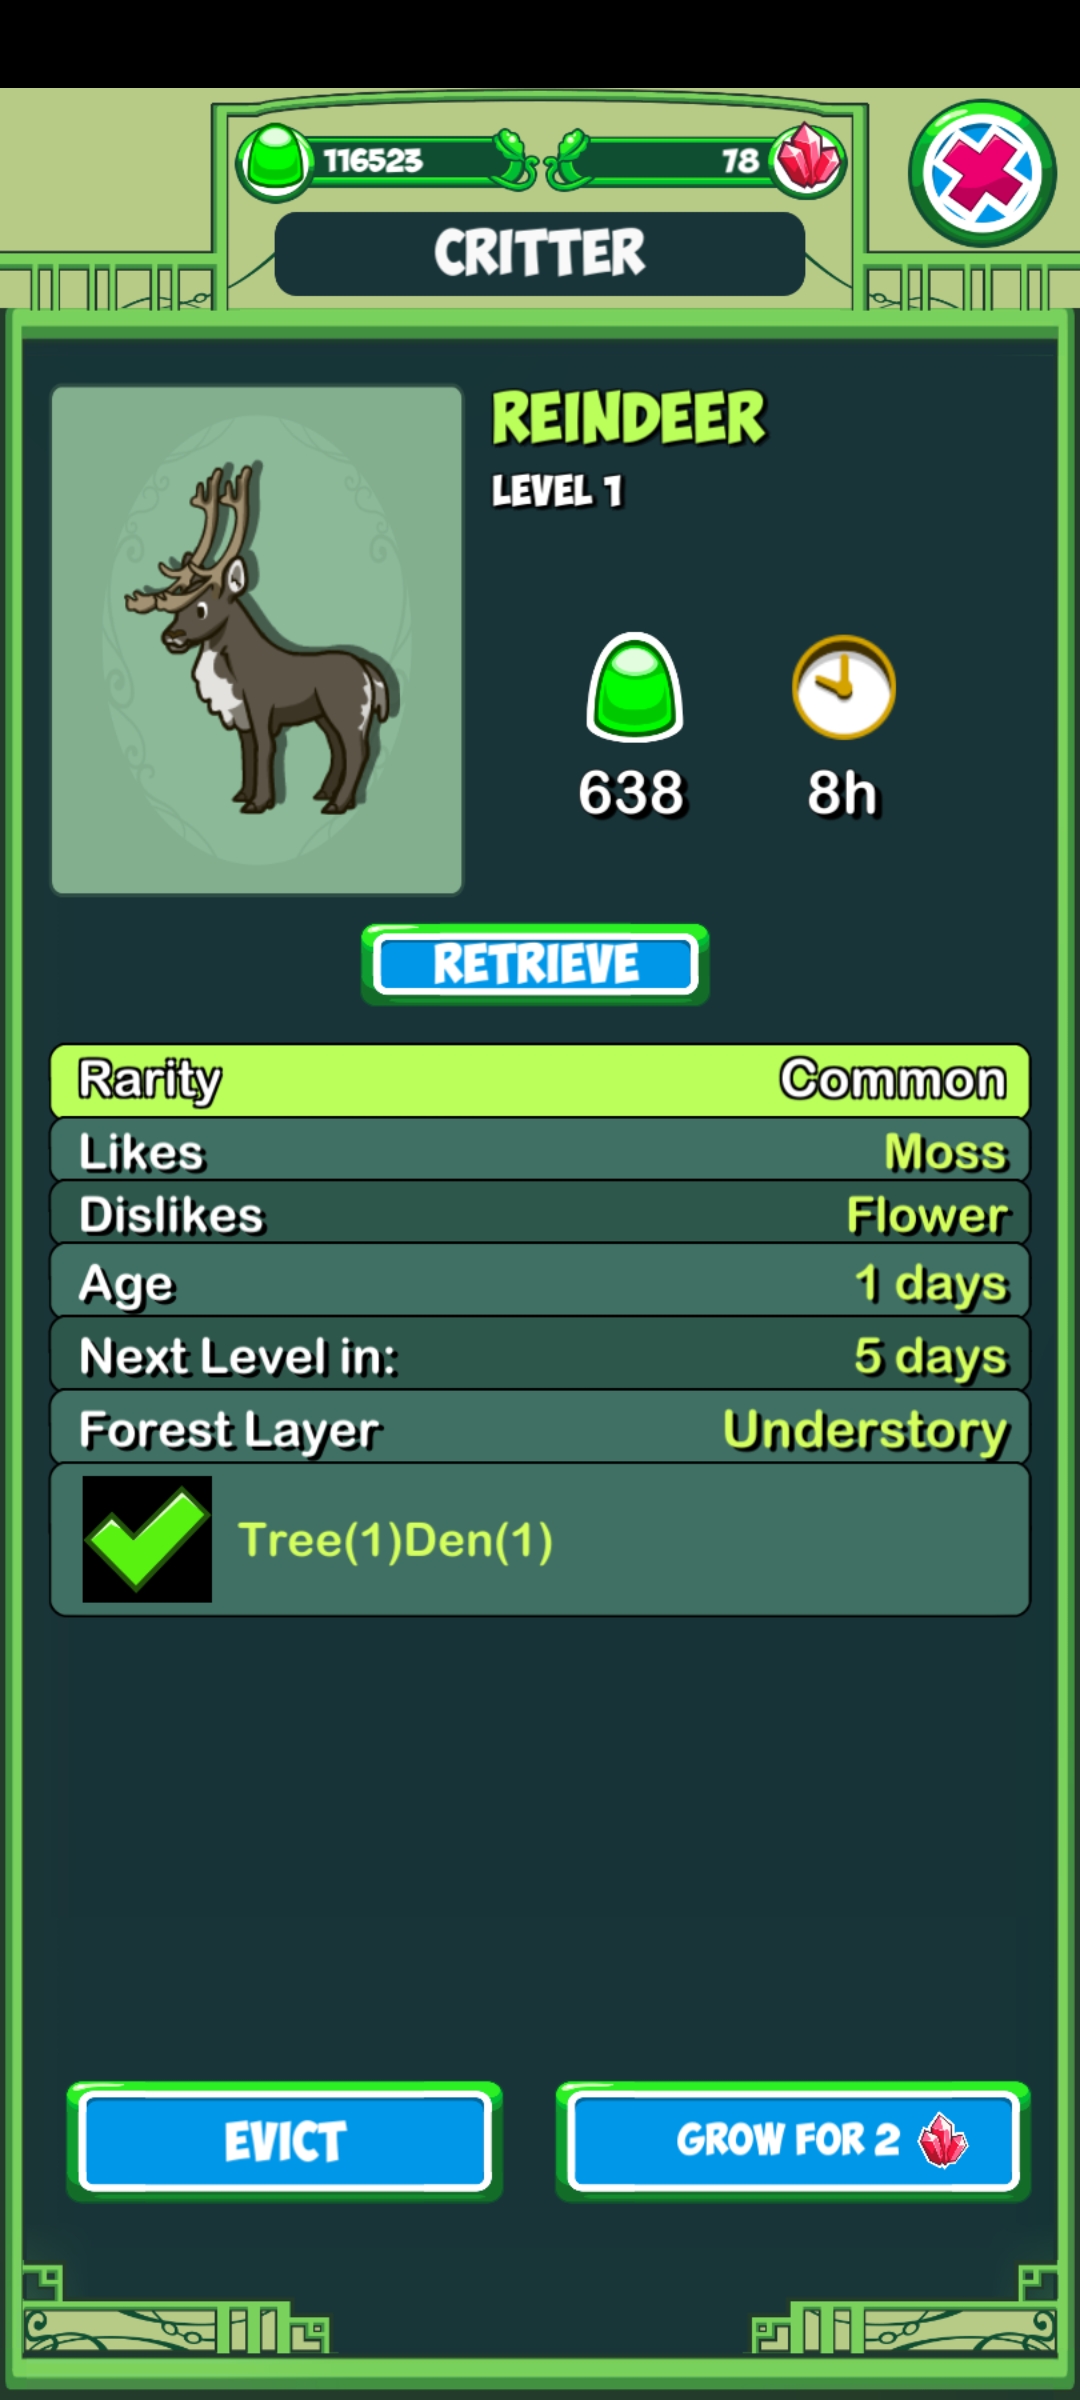 116523
78
CRITTER
REINDEER
LEVEL 1
638
8h
RETRIEVE
Rarity Common
Likes Moss
Dislikes Flower
Age 1 days
Next Level in: 5 days
Forest Layer Understory
Tree(1)Den(1)
EVICT
GROW FOR 2